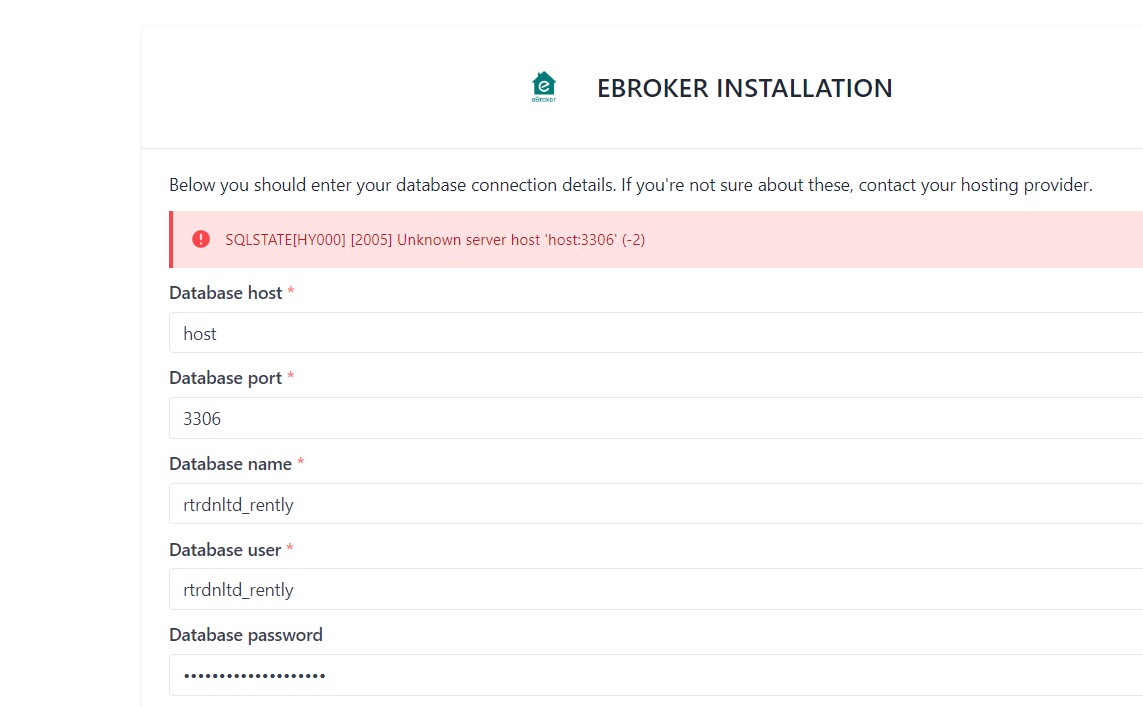 eBroker
EBROKER INSTALLATION
Below you should enter your database connection details. If you're not sure about these, contact your hosting provider.
SQLSTATE[HY000] [2005] Unknown server host 'host:3306' (-2)
Database host *
host
Database port *
3306
Database name *
rtrdnltd_rently
Database user *
rtrdnltd_rently
Database password
••••••••••••••••••••